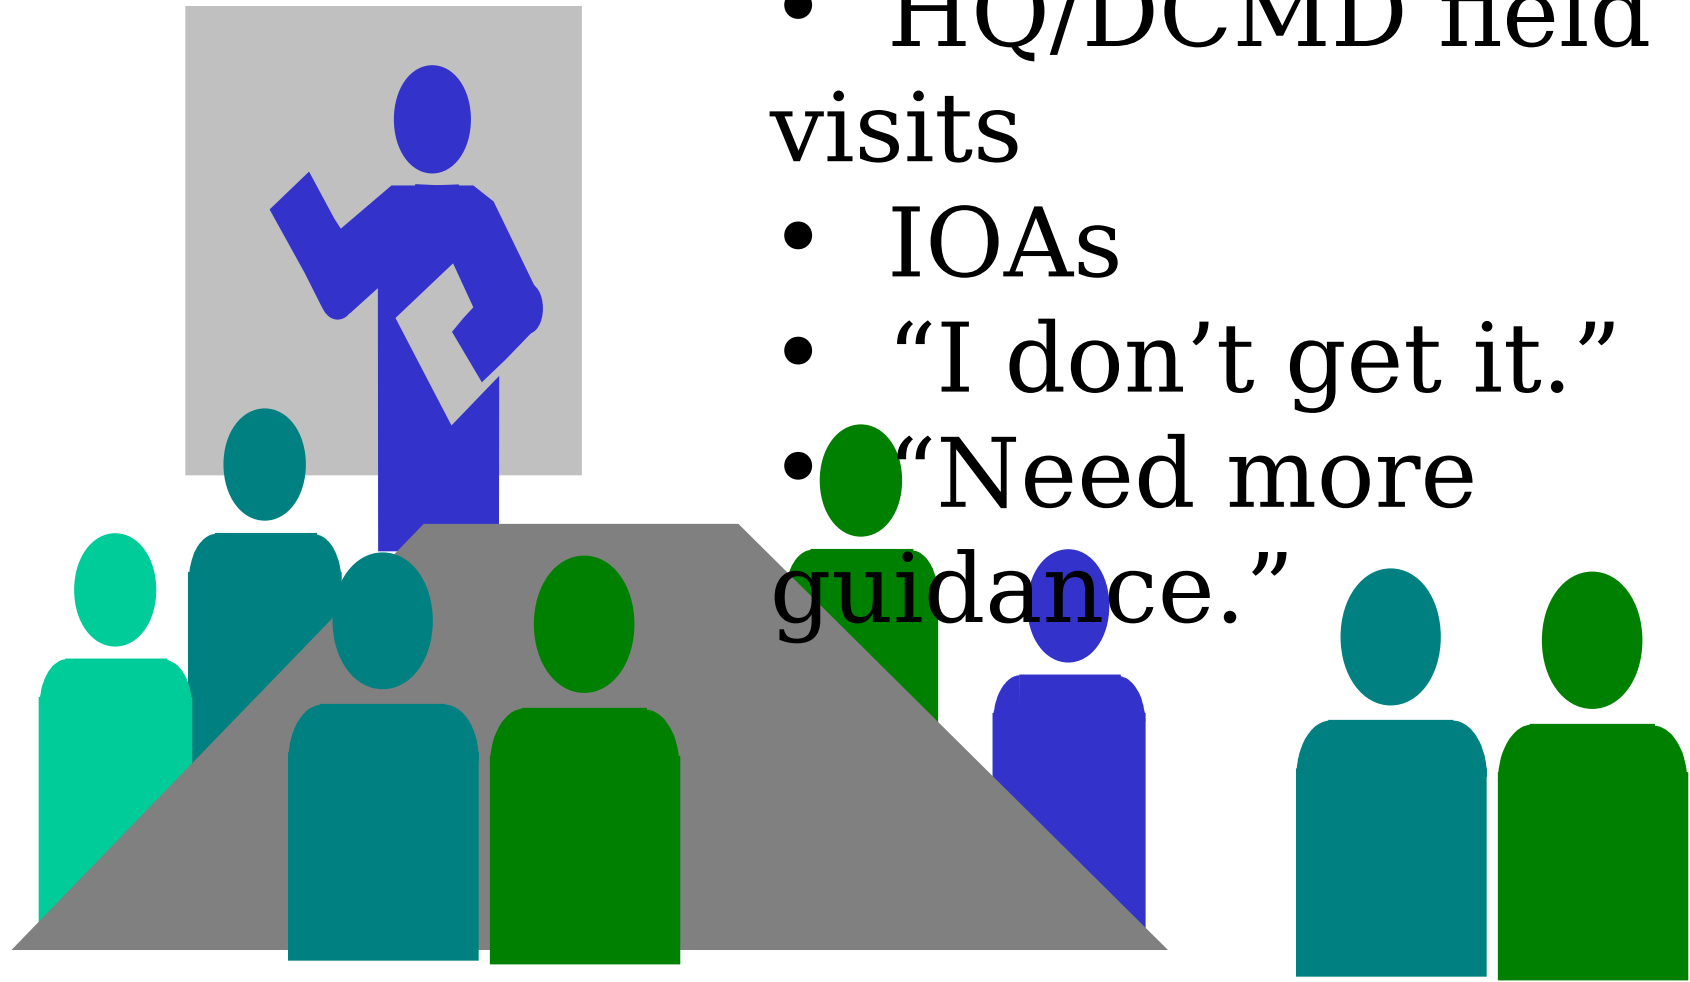 • HQ/DCMD field
visits
• IOAs
• “I don’t get it.”
• “Need more
guidance.”